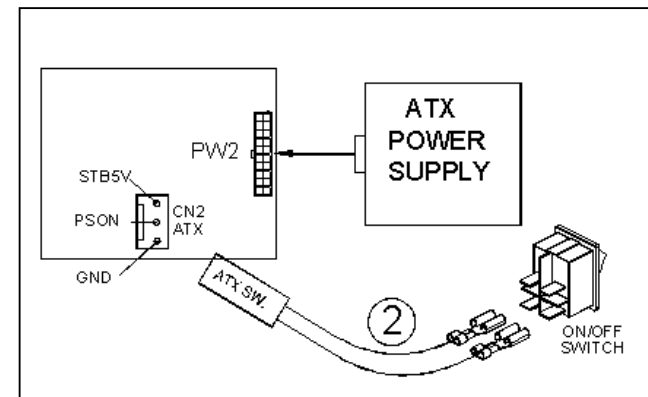 ATX
POWER
SUPPLY
PW2
STB5V
PSON
CN2
ATX
GND
ATX SW.
2
ON/OFF
SWITCH